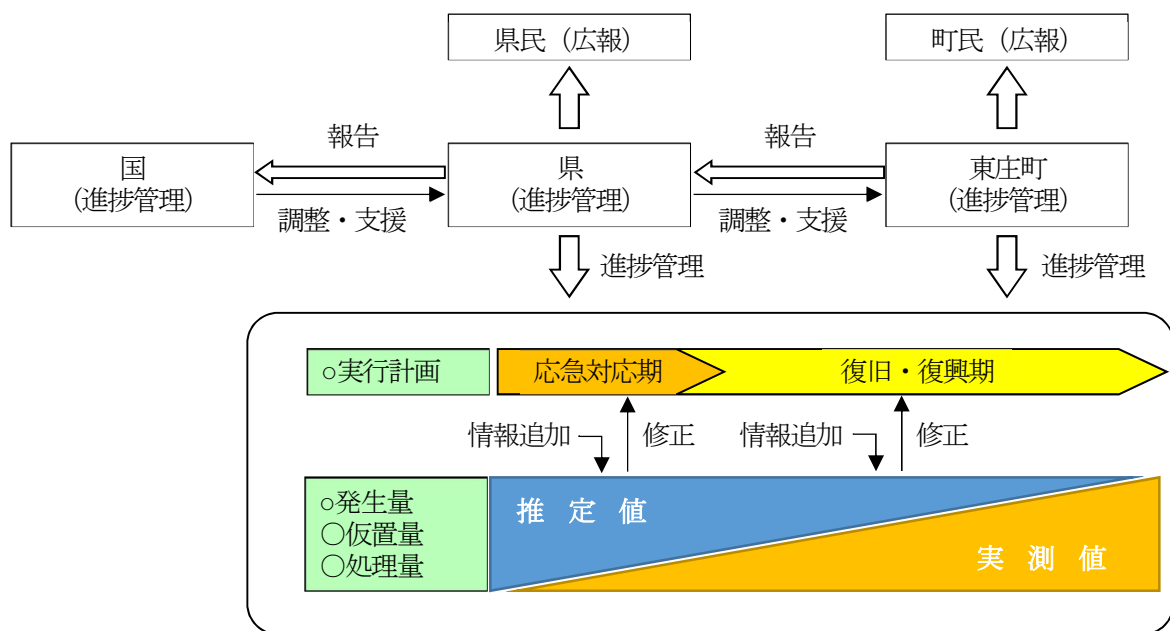 県民（広報）
町民（広報）
報告
報告
国
(進捗管理)
県
(進捗管理)
東庄町
(進捗管理)
調整・支援
調整・支援
進捗管理
進捗管理
○実行計画
応急対応期
復旧・復興期
情報追加
修正
情報追加
修正
○発生量
〇仮置量
〇処理量
推 定 値
実 測 値